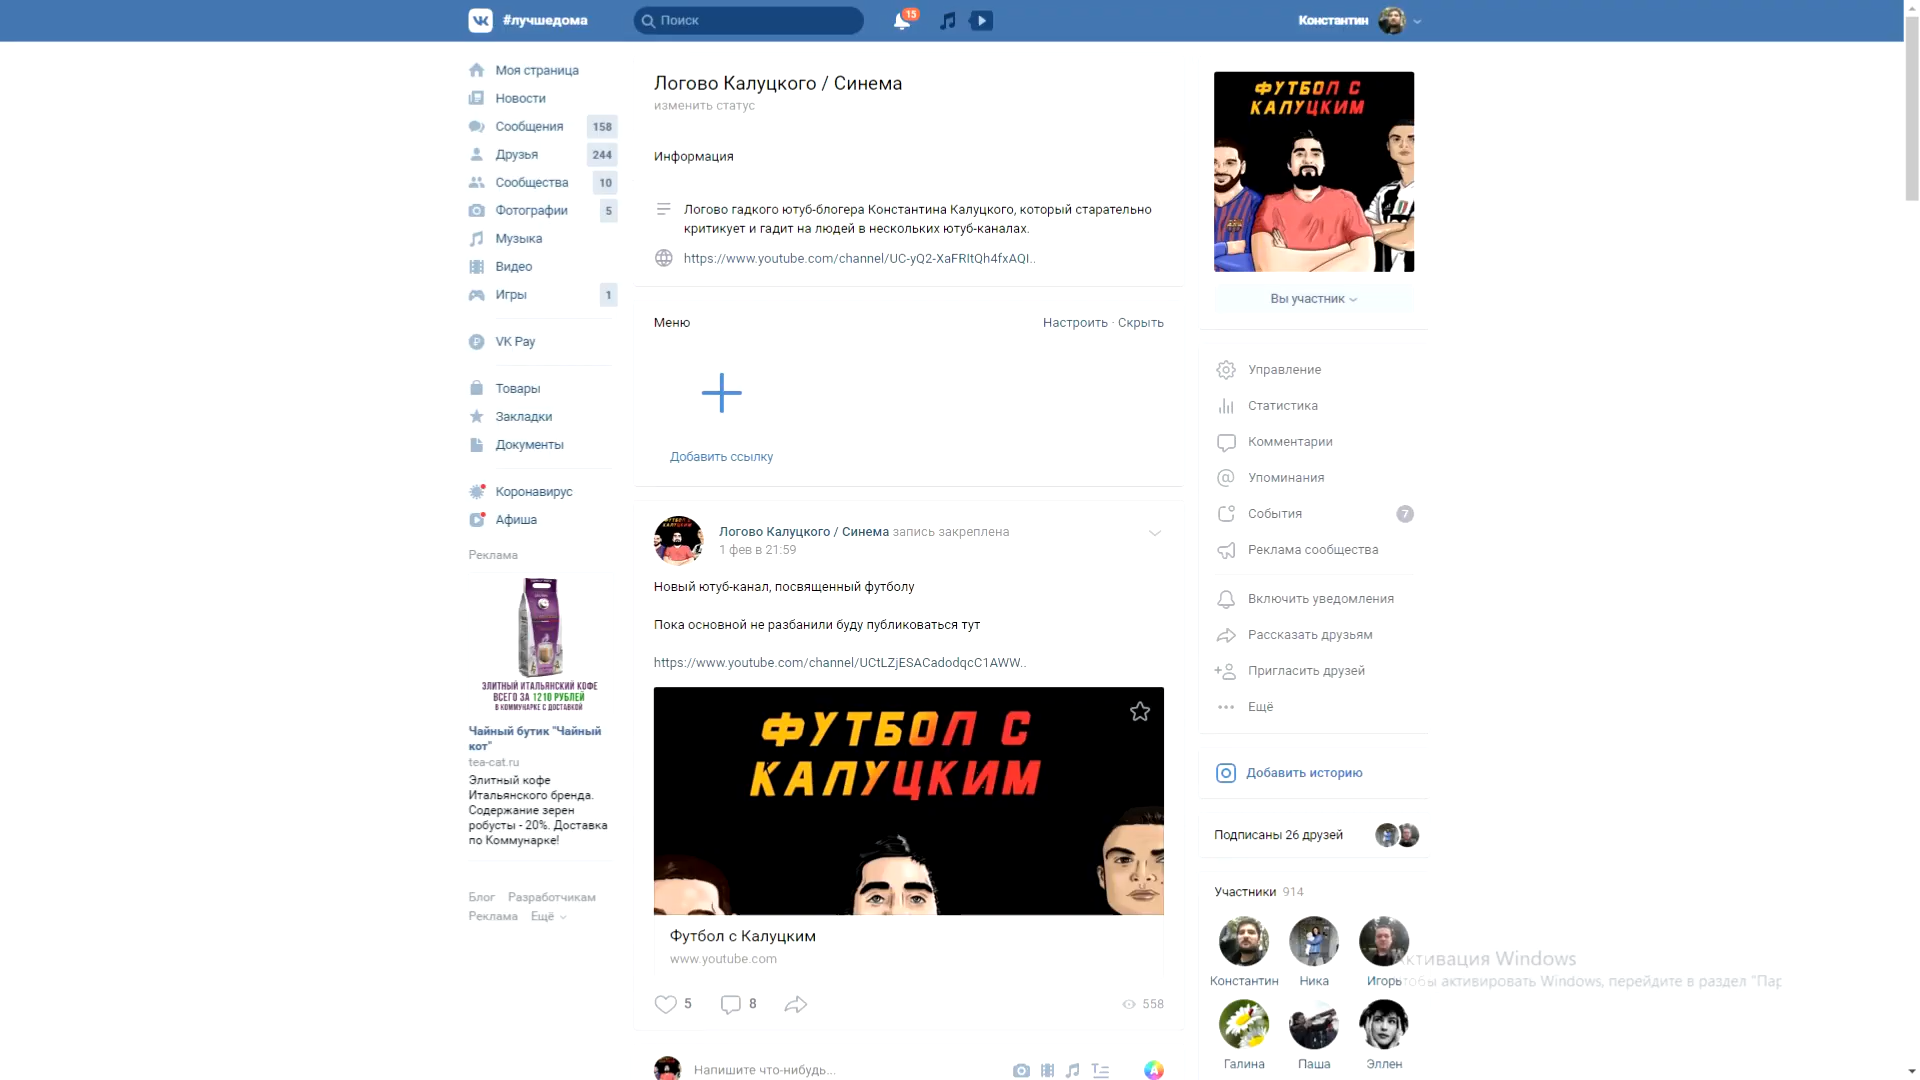 #лучшедома
Поиск
15
Константин
Моя страница
Новости
Сообщения 158
Друзья 244
Сообщества 10
Фотографии 5
Музыка
Видео
Игры 1
VK Pay
Товары
Закладки
Документы
Коронавирус
Афиша
Реклама
ЭЛИТНЫЙ ИТАЛЬЯНСКИЙ КОФЕ
ВСЕГО ЗА 1210 РУБЛЕЙ
В КОММУНАРКЕ С ДОСТАВКОЙ
Чайный бутик "Чайный
кот"
tea-cat.ru
Элитный кофе
Итальянского бренда.
Содержание зерен
робусты - 20%. Доставка
по Коммунарке!
Блог Разработчикам
Реклама Ещё
Логово Калуцкого / Синема
изменить статус
Информация
Логово гадкого ютуб-блогера Константина Калуцкого, который старательно
критикует и гадит на людей в нескольких ютуб-каналах.
https://www.youtube.com/channel/UC-yQ2-XaFRItQh4fxAQI..
Меню
Настроить · Скрыть
Добавить ссылку
Логово Калуцкого / Синема запись закреплена
1 фев в 21:59
Новый ютуб-канал, посвященный футболу
Пока основной не разбанили буду публиковаться тут
https://www.youtube.com/channel/UCtLZjESACadodqcC1AWW..
ФУТБОЛ С
КАЛУЦКИМ
Футбол с Калуцким
www.youtube.com
5 8
558
Напишите что-нибудь...
ФУТБОЛ С
КАЛУЦКИМ
Вы участник
Управление
Статистика
Комментарии
Упоминания
События 7
Реклама сообщества
Включить уведомления
Рассказать друзьям
Пригласить друзей
Ещё
Добавить историю
Подписаны 26 друзей
Участники 914
Константин Ника Игорь
Галина Паша Эллен
Активация Windows
Чтобы активировать Windows, перейдите в раздел "Пар